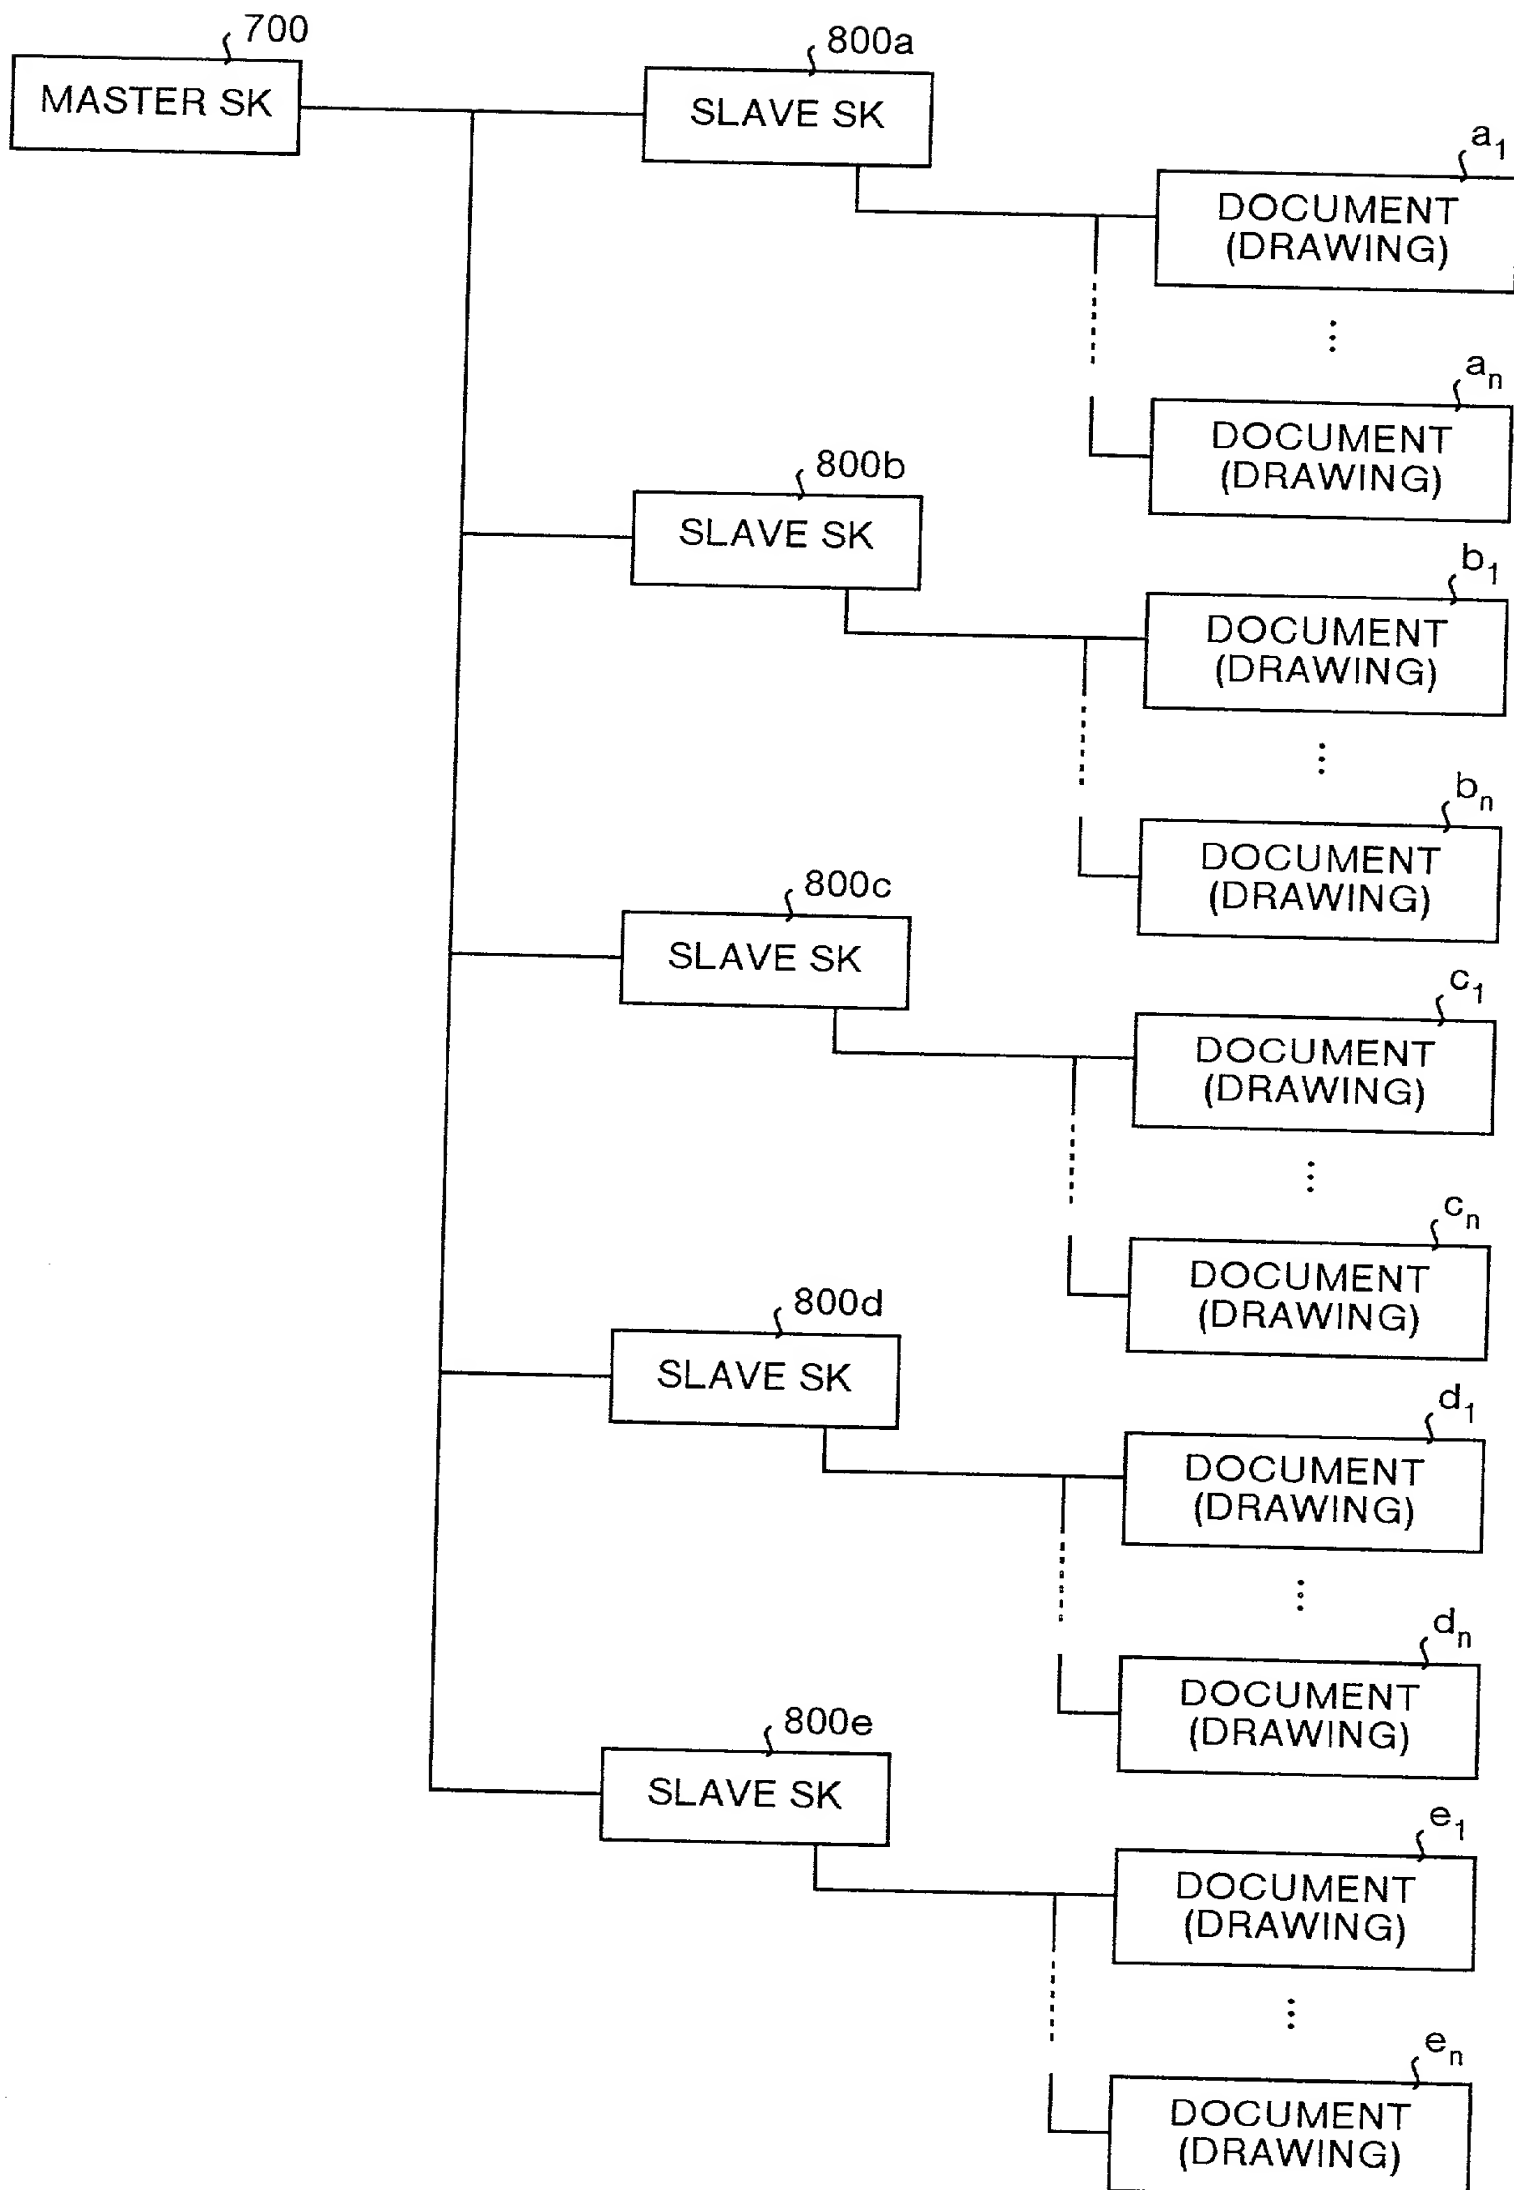 700
MASTER SK
800a
SLAVE SK
a1
DOCUMENT
(DRAWING)
an
DOCUMENT
(DRAWING)
800b
SLAVE SK
b1
DOCUMENT
(DRAWING)
bn
DOCUMENT
(DRAWING)
800c
SLAVE SK
c1
DOCUMENT
(DRAWING)
cn
DOCUMENT
(DRAWING)
800d
SLAVE SK
d1
DOCUMENT
(DRAWING)
dn
DOCUMENT
(DRAWING)
800e
SLAVE SK
e1
DOCUMENT
(DRAWING)
en
DOCUMENT
(DRAWING)